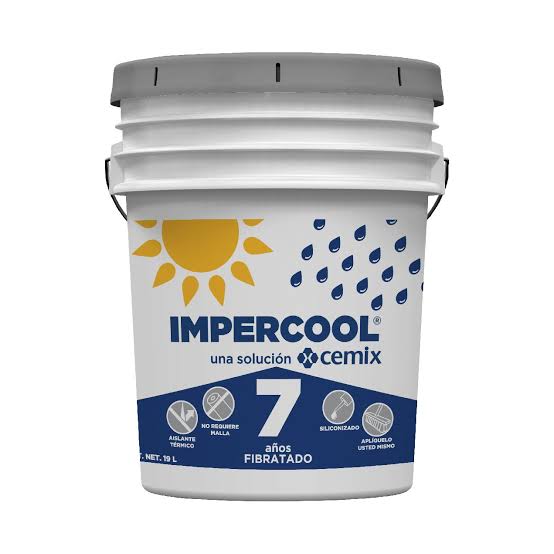 IMPERCOOL®
una solución cemix
7
años
FIBRATADO
AISLANTE
TÉRMICO
NO REQUIERE
MALLA
SILICONIZADO
APLÍQUELO
USTED MISMO
T. NET. 19 L